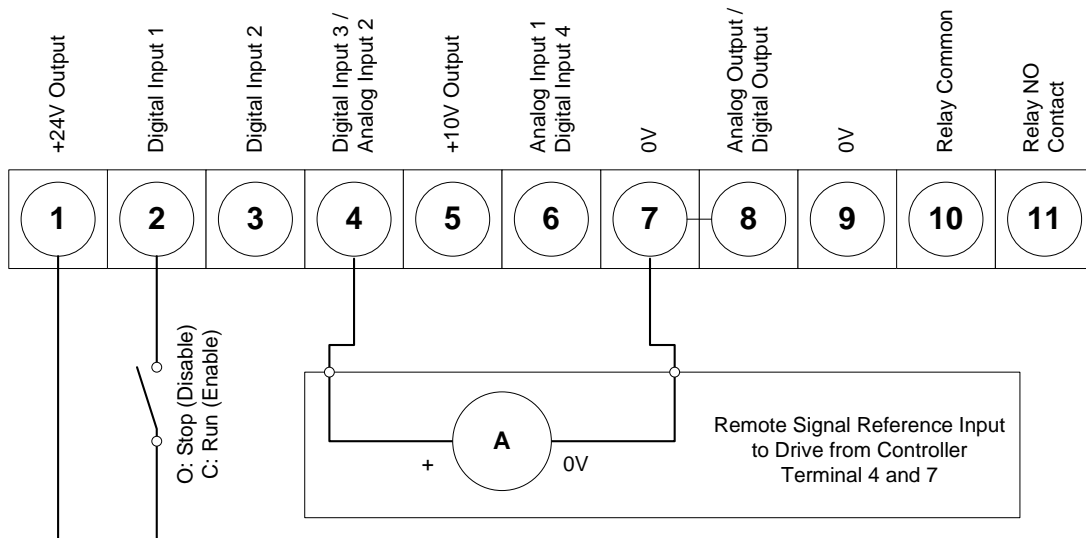 +24V Output
Digital Input 1
Digital Input 2
Digital Input 3 /
Analog Input 2
+10V Output
Analog Input 1
Digital Input 4
0V
Analog Output /
Digital Output
0V
Relay Common
Relay NO
Contact
1
2
3
4
5
6
7
8
9
10
11
O: Stop (Disable)
C: Run (Enable)
A
+
0V
Remote Signal Reference Input
to Drive from Controller
Terminal 4 and 7